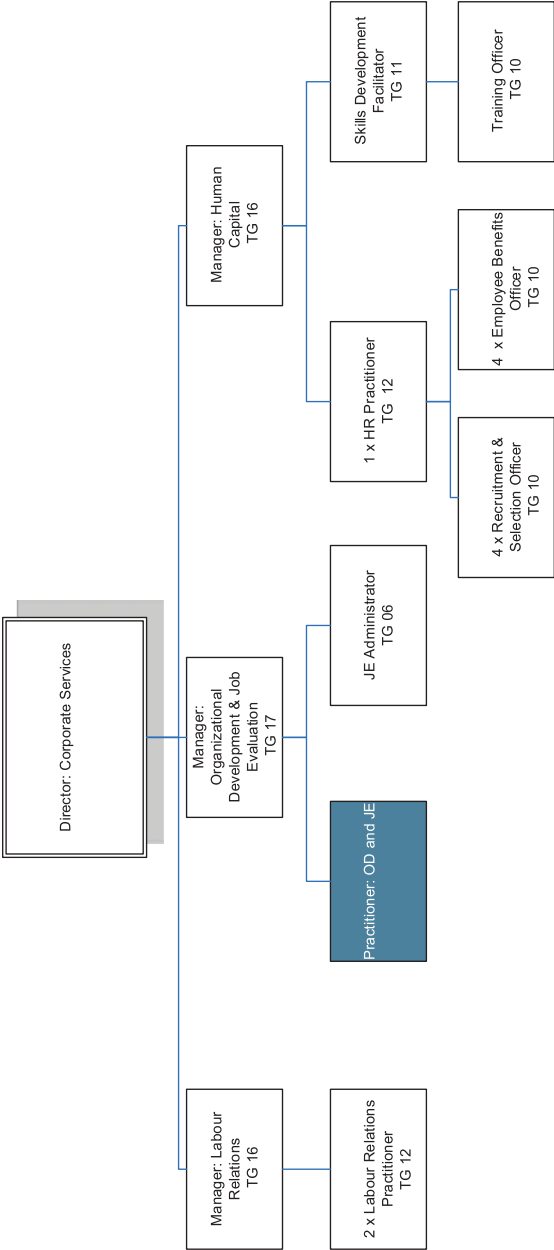 Director: Corporate Services
Manager: Labour
Relations
TG 16
Manager:
Organizational
Development & Job
Evaluation
TG 17
Manager: Human
Capital
TG 16
2 x Labour Relations
Practitioner
TG 12
Practitioner: OD and JE
JE Administrator
TG 06
1 x HR Practitioner
TG 12
Skills Development
Facilitator
TG 11
4 x Recruitment &
Selection Officer
TG 10
4 x Employee Benefits
Officer
TG 10
Training Officer
TG 10